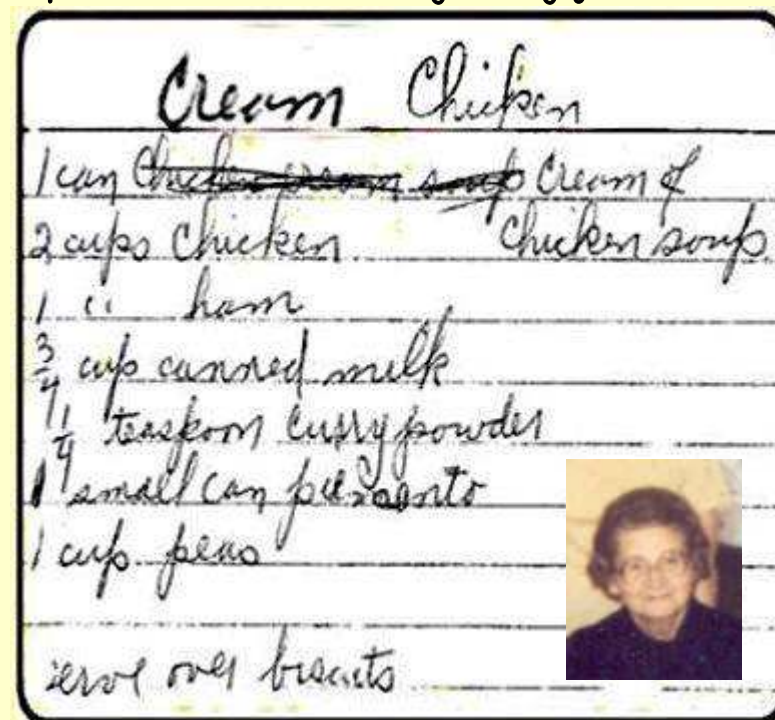 Cream Chicken
1 can Chicken cream soup Cream of
2 cups Chicken Chicken soup
1 " ham
3/4 cup canned milk
1/4 teaspoon curry powder
1 small can pimento
1 cup peas
serve over biscuits